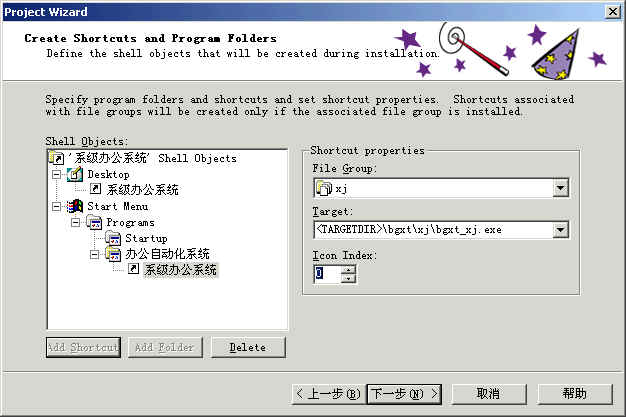 Project Wizard
Create Shortcuts and Program Folders
Define the shell objects that will be created during installation.
Specify program folders and shortcuts and set shortcut properties.  Shortcuts associated
with file groups will be created only if the associated file group is installed.
Shell Objects:
'系级办公系统' Shell Objects
Desktop
系级办公系统
Start Menu
Programs
Startup
办公自动化系统
系级办公系统
Add Shortcut
Add Folder
Delete
Shortcut properties
File Group:
xj
Target:
<TARGETDIR>\bgxt\xj\bgxt_xj.exe
Icon Index:
0
< 上一步(B)
下一步(N) >
取消
帮助